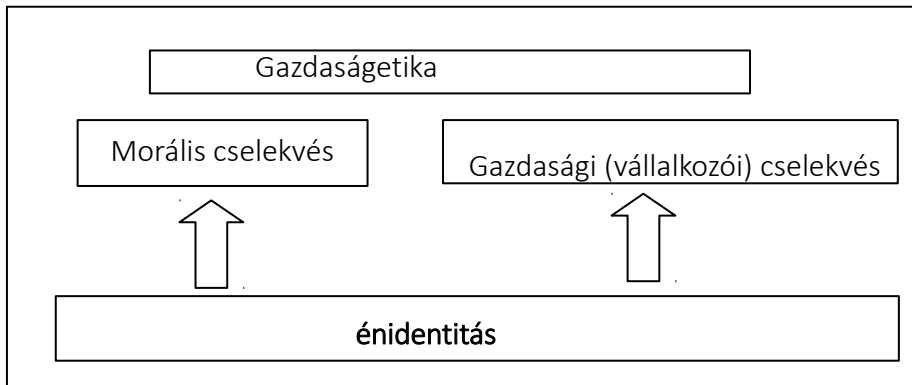 Gazdaságetika
Morális cselekvés
Gazdasági (vállalkozói) cselekvés
énidentitás